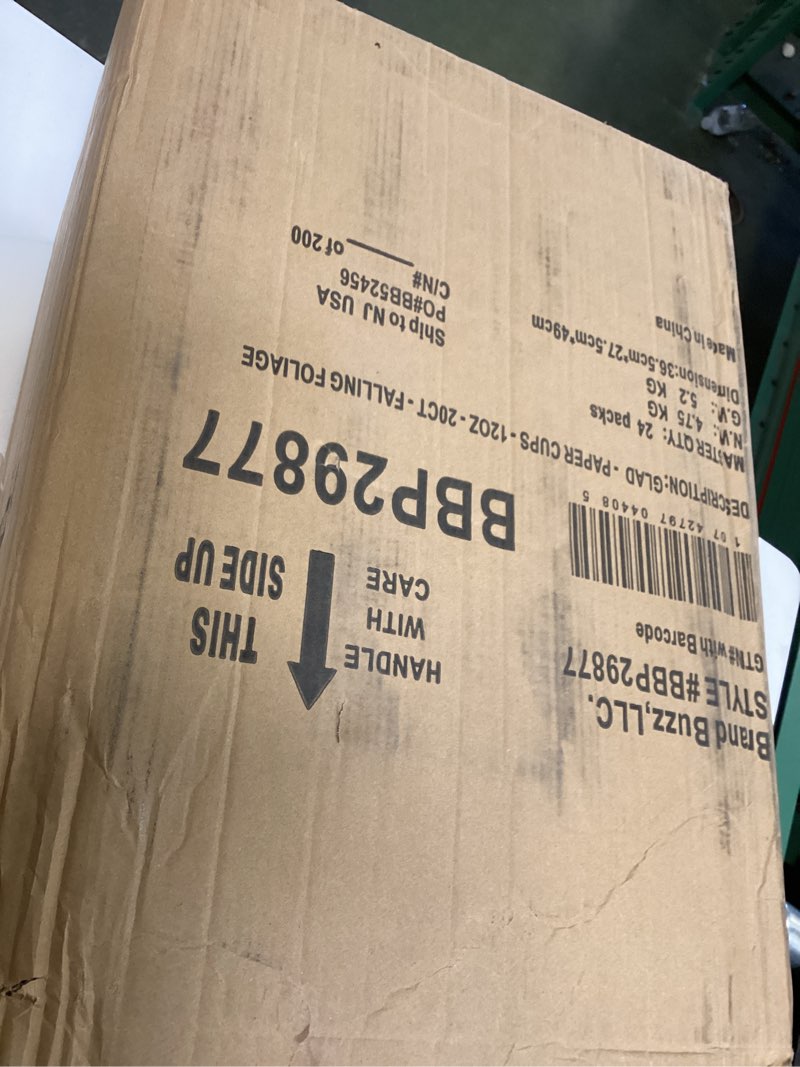 Brand Buzz,LLC.
STYLE #BBP29877
GTN# with Barcode
1 07 42797 04408 5
HANDLE
WITH
CARE
THIS
SIDE UP
BBP29877
DESCRIPTION:GLAD - PAPER CUPS - 12OZ - 20CT - FALLING FOLIAGE
MASTER QTY: 24 packs
N.W.: 4.75 KG
G.W.: 5.2 KG
Dimension:36.5cm*27.5cm*49cm
Made in China
Ship to NJ USA
PO#BB52456
C/N#
of 200